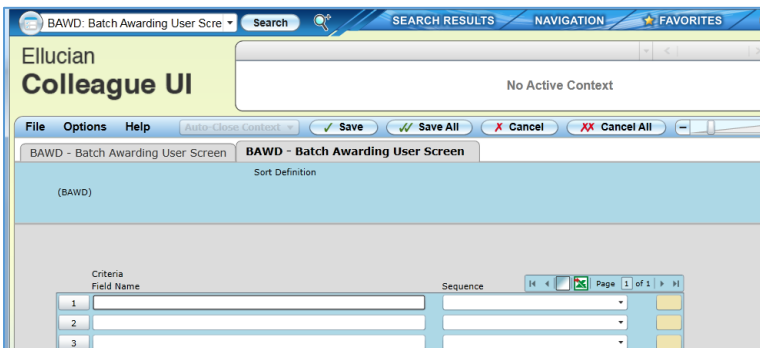 BAWD: Batch Awarding User Scre Search SEARCH RESULTS NAVIGATION FAVORITES
Ellucian
Colleague UI
No Active Context
File Options Help Auto-Close Context Save Save All Cancel Cancel All
BAWD - Batch Awarding User Screen BAWD - Batch Awarding User Screen
Sort Definition
(BAWD)
Criteria
Field Name Sequence Page 1 of 1
1
2
3